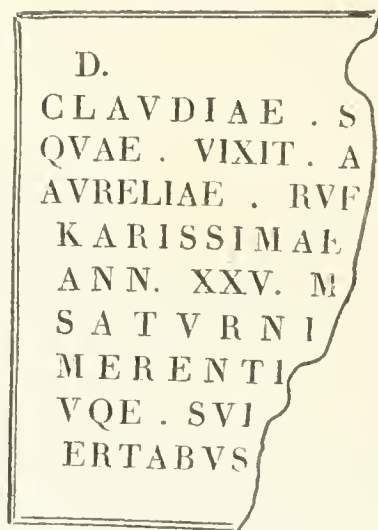 D.
CLAVDIAE . S
QVAE . VIXIT . A
AVRELIAE . RVF
KARISSIMAE
ANN. XXV. M
SATVRNI
MERENTI
VQE . SVI
ERTABVS